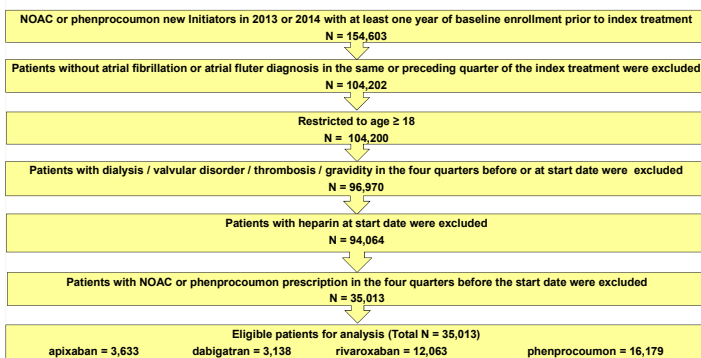 NOAC or phenprocoumon new Initiators in 2013 or 2014 with at least one year of baseline enrollment prior to index treatment
N = 154,603
Patients without atrial fibrillation or atrial fluter diagnosis in the same or preceding quarter of the index treatment were excluded
N = 104,202
Restricted to age ≥ 18
N = 104,200
Patients with dialysis / valvular disorder / thrombosis / gravidity in the four quarters before or at start date were excluded
N = 96,970
Patients with heparin at start date were excluded
N = 94,064
Patients with NOAC or phenprocoumon prescription in the four quarters before the start date were excluded
N = 35,013
Eligible patients for analysis (Total N = 35,013)
apixaban = 3,633 dabigatran = 3,138 rivaroxaban = 12,063 phenprocoumon = 16,179